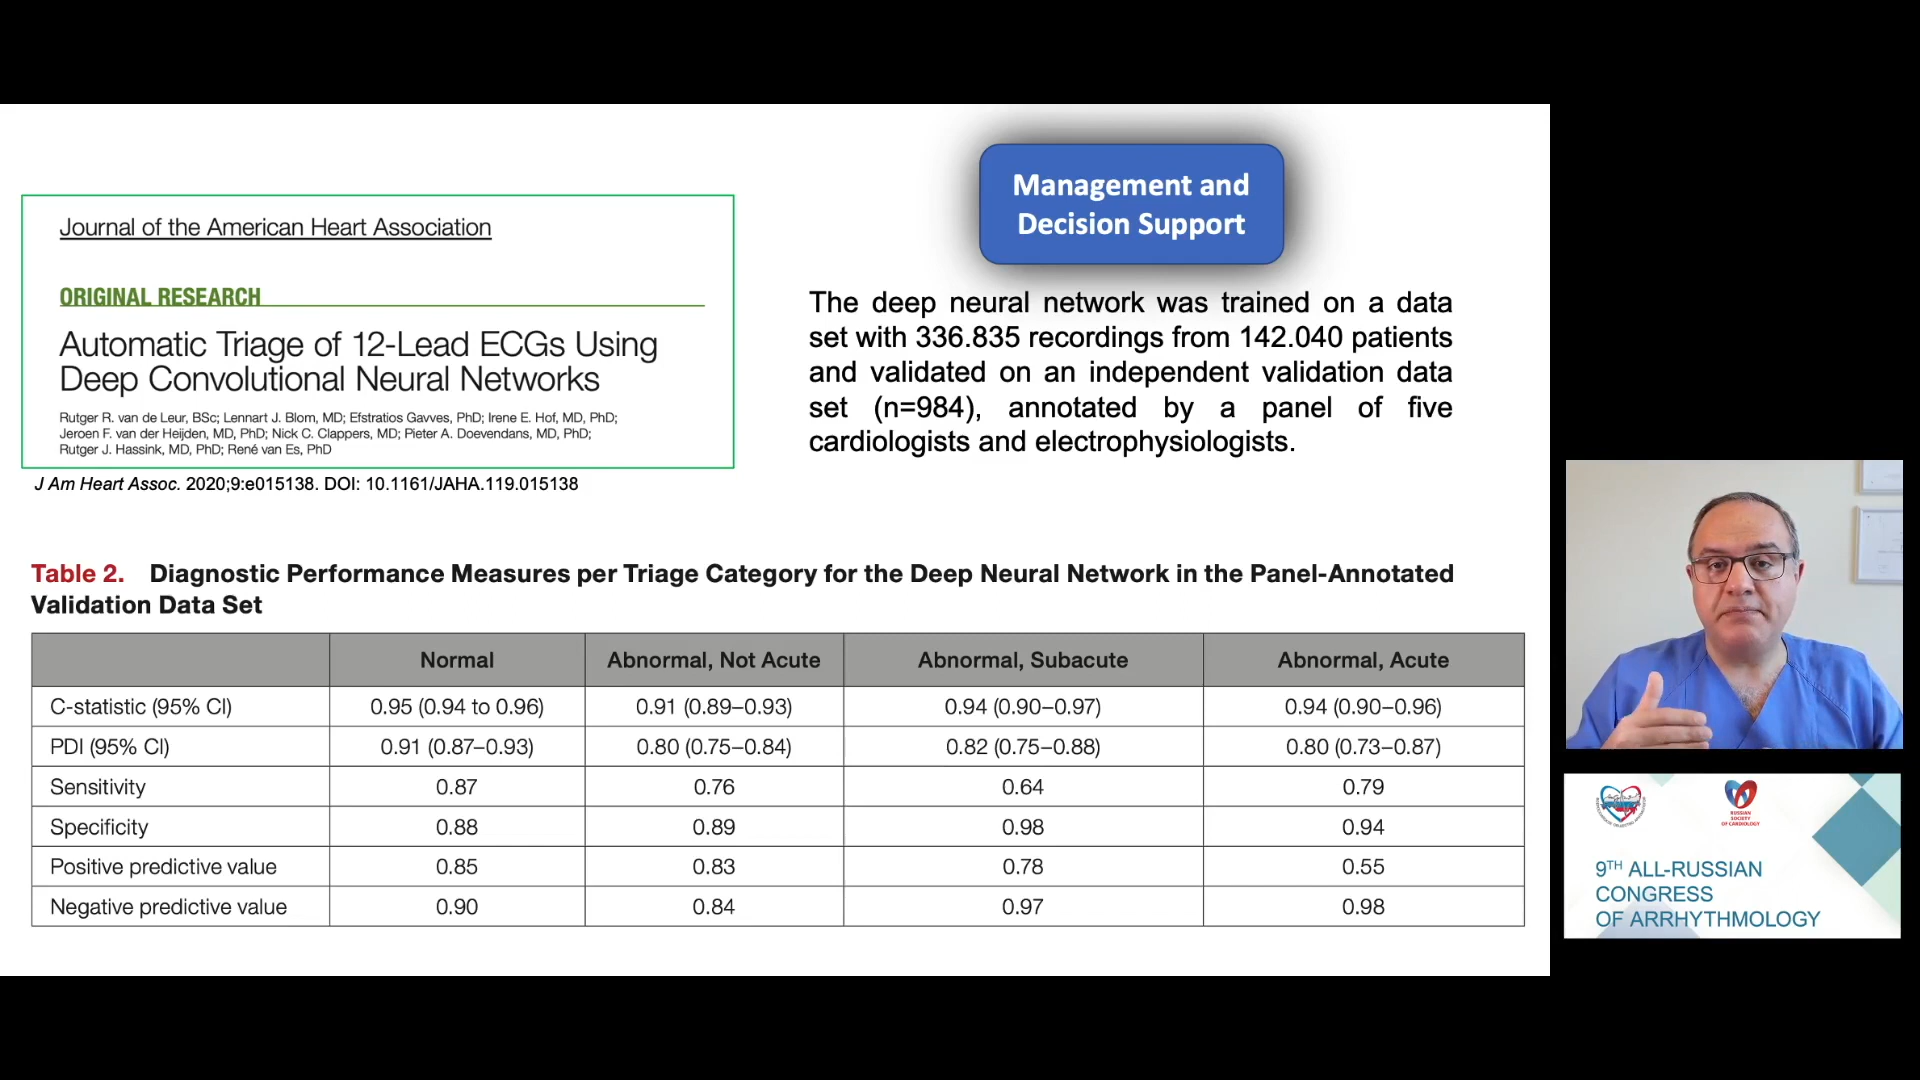 Journal of the American Heart Association
ORIGINAL RESEARCH
Automatic Triage of 12-Lead ECGs Using
Deep Convolutional Neural Networks
Rutger R. van de Leur, BSc; Lennart J. Blom, MD; Efstratios Gavves, PhD; Irene E. Hof, MD, PhD;
Jeroen F. van der Heijden, MD, PhD; Nick C. Clappers, MD; Pieter A. Doevendans, MD, PhD;
Rutger J. Hassink, MD, PhD; René van Es, PhD
J Am Heart Assoc. 2020;9:e015138. DOI: 10.1161/JAHA.119.015138
Management and
Decision Support
The deep neural network was trained on a data
set with 336.835 recordings from 142.040 patients
and validated on an independent validation data
set (n=984), annotated by a panel of five
cardiologists and electrophysiologists.
Table 2. Diagnostic Performance Measures per Triage Category for the Deep Neural Network in the Panel-Annotated
Validation Data Set
Normal Abnormal, Not Acute Abnormal, Subacute Abnormal, Acute
C-statistic (95% CI) 0.95 (0.94 to 0.96) 0.91 (0.89–0.93) 0.94 (0.90–0.97) 0.94 (0.90–0.96)
PDI (95% CI) 0.91 (0.87–0.93) 0.80 (0.75–0.84) 0.82 (0.75–0.88) 0.80 (0.73–0.87)
Sensitivity 0.87 0.76 0.64 0.79
Specificity 0.88 0.89 0.98 0.94
Positive predictive value 0.85 0.83 0.78 0.55
Negative predictive value 0.90 0.84 0.97 0.98
RUSSIAN
SOCIETY
OF CARDIOLOGY
9TH ALL-RUSSIAN
CONGRESS
OF ARRHYTHMOLOGY